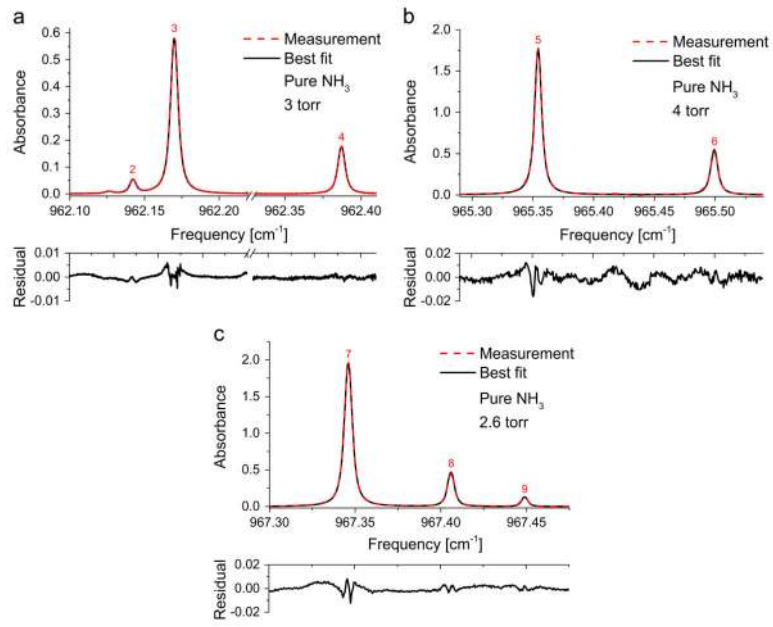 a
Absorbance
0.6
0.5
0.4
0.3
0.2
0.1
0.0
3
2
4
Measurement
Best fit
Pure NH3
3 torr
962.10 962.15 962.20 962.35 962.40
Frequency [cm-1]
Residual
0.01
0.00
-0.01
b
Absorbance
2.0
1.5
1.0
0.5
0.0
5
6
Measurement
Best fit
Pure NH3
4 torr
965.30 965.35 965.40 965.45 965.50
Frequency [cm-1]
Residual
0.02
0.00
-0.02
c
Absorbance
2.0
1.5
1.0
0.5
0.0
7
8
9
Measurement
Best fit
Pure NH3
2.6 torr
967.30 967.35 967.40 967.45
Frequency [cm-1]
Residual
0.02
0.00
-0.02